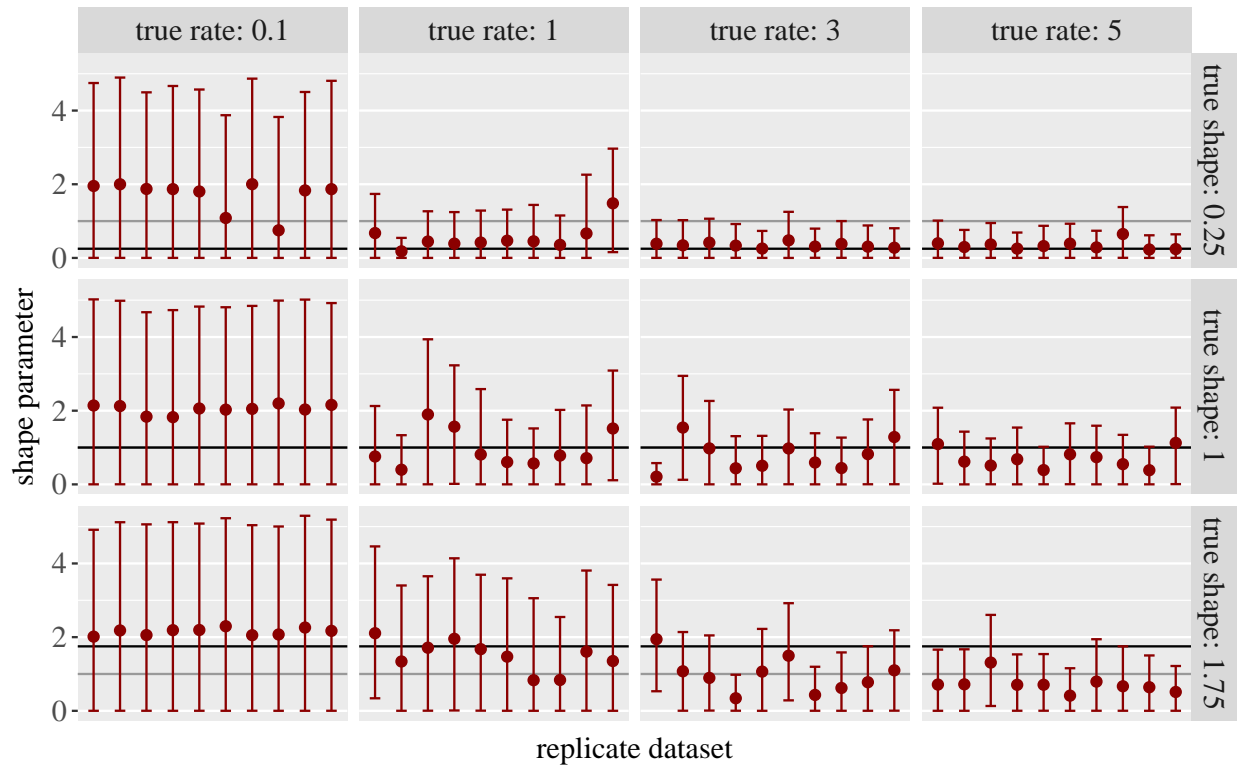 true rate: 0.1
true rate: 1
true rate: 3
true rate: 5
shape parameter
4
2
0
true shape: 0.25
4
2
0
true shape: 1
4
2
0
true shape: 1.75
replicate dataset